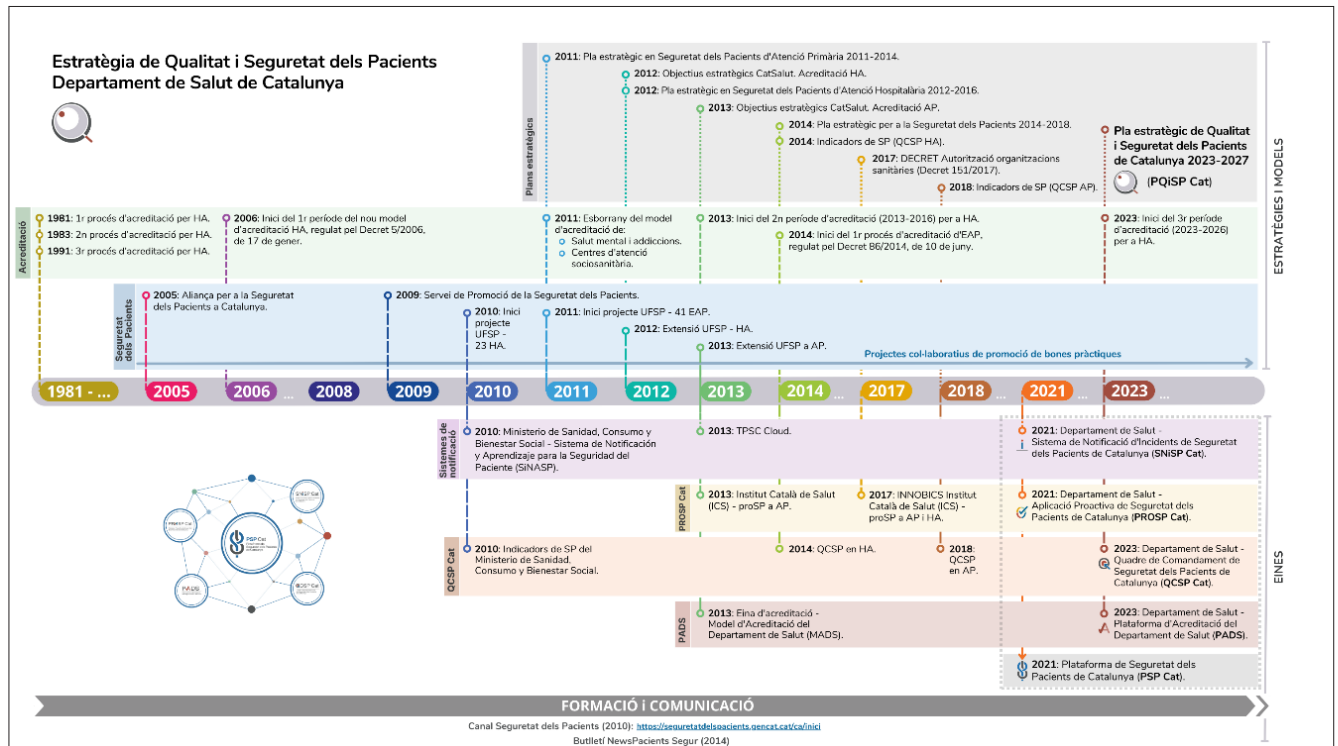 Estratègia de Qualitat i Seguretat dels Pacients
Departament de Salut de Catalunya
Plans estratègics
2011: Pla estratègic en Seguretat dels Pacients d'Atenció Primària 2011-2014.
2012: Objectius estratègics CatSalut. Acreditació HA.
2012: Pla estratègic en Seguretat dels Pacients d'Atenció Hospitalària 2012-2016.
2013: Objectius estratègics CatSalut. Acreditació AP.
2014: Pla estratègic per a la Seguretat dels Pacients 2014-2018.
2014: Indicadors de SP (QCSP HA).
2017: DECRET Autorització organitzacions
sanitàries (Decret 151/2017).
2018: Indicadors de SP (QCSP AP).
Pla estratègic de Qualitat
i Seguretat dels Pacients
de Catalunya 2023-2027
(PQiSP Cat)
ESTRATÈGIES I MODELS
Acreditació
1981: 1r procés d'acreditació per HA.
1983: 2n procés d'acreditació per HA.
1991: 3r procés d'acreditació per HA.
2006: Inici del 1r període del nou model
d'acreditació HA, regulat pel Decret 5/2006,
de 17 de gener.
2011: Esborrany del model
d'acreditació de:
Salut mental i addiccions.
Centres d'atenció
sociosanitària.
2013: Inici del 2n període d'acreditació (2013-2016) per a HA.
2014: Inici del 1r procés d'acreditació d'EAP,
regulat pel Decret 86/2014, de 10 de juny.
2023: Inici del 3r període
d'acreditació (2023-2026)
per a HA.
Seguretat
dels Pacients
2005: Aliança per a la Seguretat
dels Pacients a Catalunya.
2009: Servei de Promoció de la Seguretat dels Pacients.
2010: Inici
projecte
UFSP -
23 HA.
2011: Inici projecte UFSP - 41 EAP.
2012: Extensió UFSP - HA.
2013: Extensió UFSP a AP.
Projectes col·laboratius de promoció de bones pràctiques
1981 - ... 2005 2006 ... 2008 2009 2010 2011 2012 2013 2014 ... 2017 2018 ... 2021 ... 2023 ...
Sistemes de
notificació
2010: Ministerio de Sanidad, Consumo y
Bienestar Social - Sistema de Notificación
y Aprendizaje para la Seguridad del
Paciente (SiNASP).
2013: TPSC Cloud.
2021: Departament de Salut -
Sistema de Notificació d'Incidents de Seguretat
dels Pacients de Catalunya (SNiSP Cat).
PROSP Cat
2013: Institut Català de Salut
(ICS) - proSP a AP.
2017: INNOBICS Institut
Català de Salut (ICS) -
proSP a AP i HA.
2021: Departament de Salut -
Aplicació Proactiva de Seguretat dels
Pacients de Catalunya (PROSP Cat).
QCSP Cat
2010: Indicadors de SP del
Ministerio de Sanidad,
Consumo y Bienestar Social.
2014: QCSP en HA.
2018:
QCSP
en AP.
2023: Departament de Salut -
Quadre de Comandament de
Seguretat dels Pacients de
Catalunya (QCSP Cat).
PADS
2013: Eina d'acreditació -
Model d'Acreditació del
Departament de Salut (MADS).
2023: Departament de Salut -
Plataforma d'Acreditació del
Departament de Salut (PADS).
2021: Plataforma de Seguretat dels
Pacients de Catalunya (PSP Cat).
EINES
SNiSP Cat
PSP Cat
PADS
FORMACIÓ i COMUNICACIÓ
Canal Seguretat dels Pacients (2010): https://seguretatdelspacients.gencat.cat/ca/inici
Butlletí NewsPacients Segur (2014)